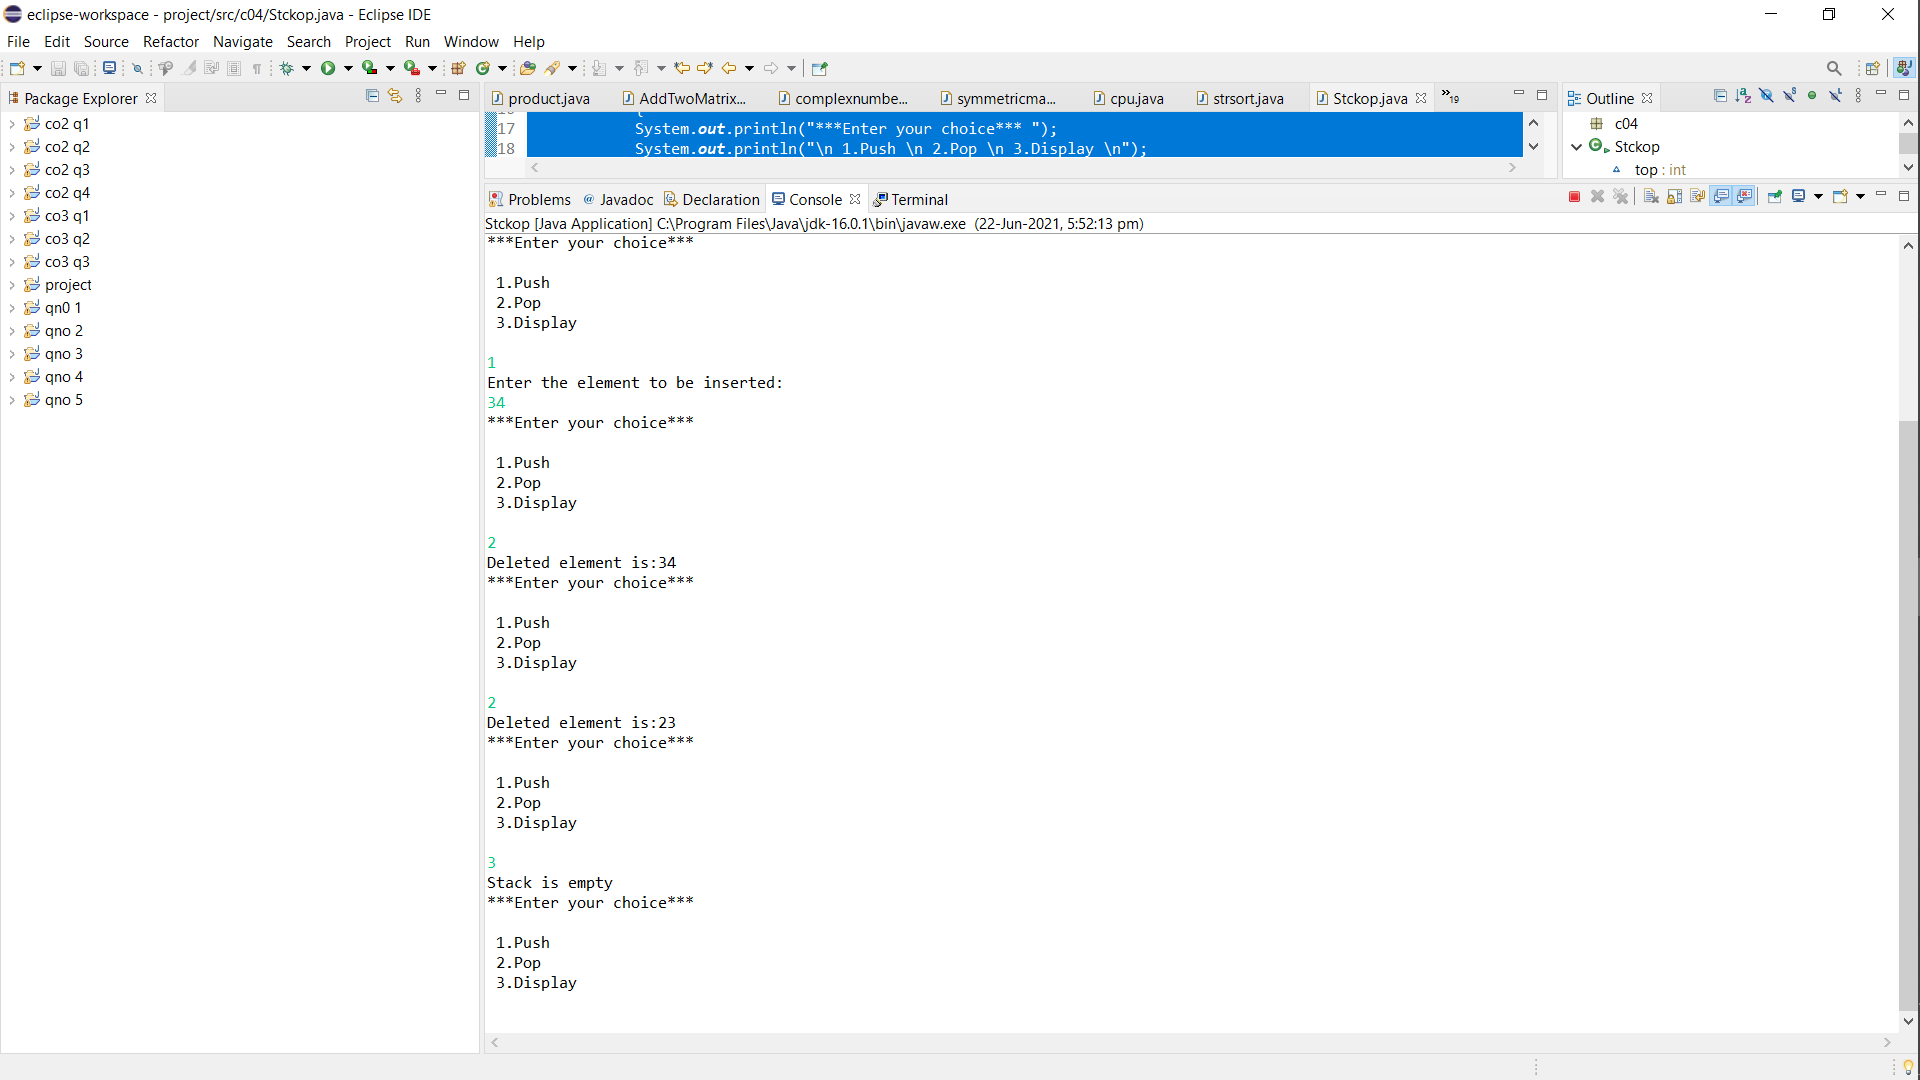 eclipse-workspace - project/src/c04/Stckop.java - Eclipse IDE
File Edit Source Refactor Navigate Search Project Run Window Help
Package Explorer
co2 q1
co2 q2
co2 q3
co2 q4
co3 q1
co3 q2
co3 q3
project
qn0 1
qno 2
qno 3
qno 4
qno 5
product.java AddTwoMatrix... complexnumbe... symmetricma... cpu.java strsort.java Stckop.java »19
17 System.out.println("***Enter your choice*** ");
18 System.out.println("\n 1.Push \n 2.Pop \n 3.Display \n");
Outline
c04
Stckop
top : int
Problems @ Javadoc Declaration Console Terminal
Stckop [Java Application] C:\Program Files\Java\jdk-16.0.1\bin\javaw.exe (22-Jun-2021, 5:52:13 pm)
***Enter your choice***
1.Push
2.Pop
3.Display
1
Enter the element to be inserted:
34
***Enter your choice***
1.Push
2.Pop
3.Display
2
Deleted element is:34
***Enter your choice***
1.Push
2.Pop
3.Display
2
Deleted element is:23
***Enter your choice***
1.Push
2.Pop
3.Display
3
Stack is empty
***Enter your choice***
1.Push
2.Pop
3.Display